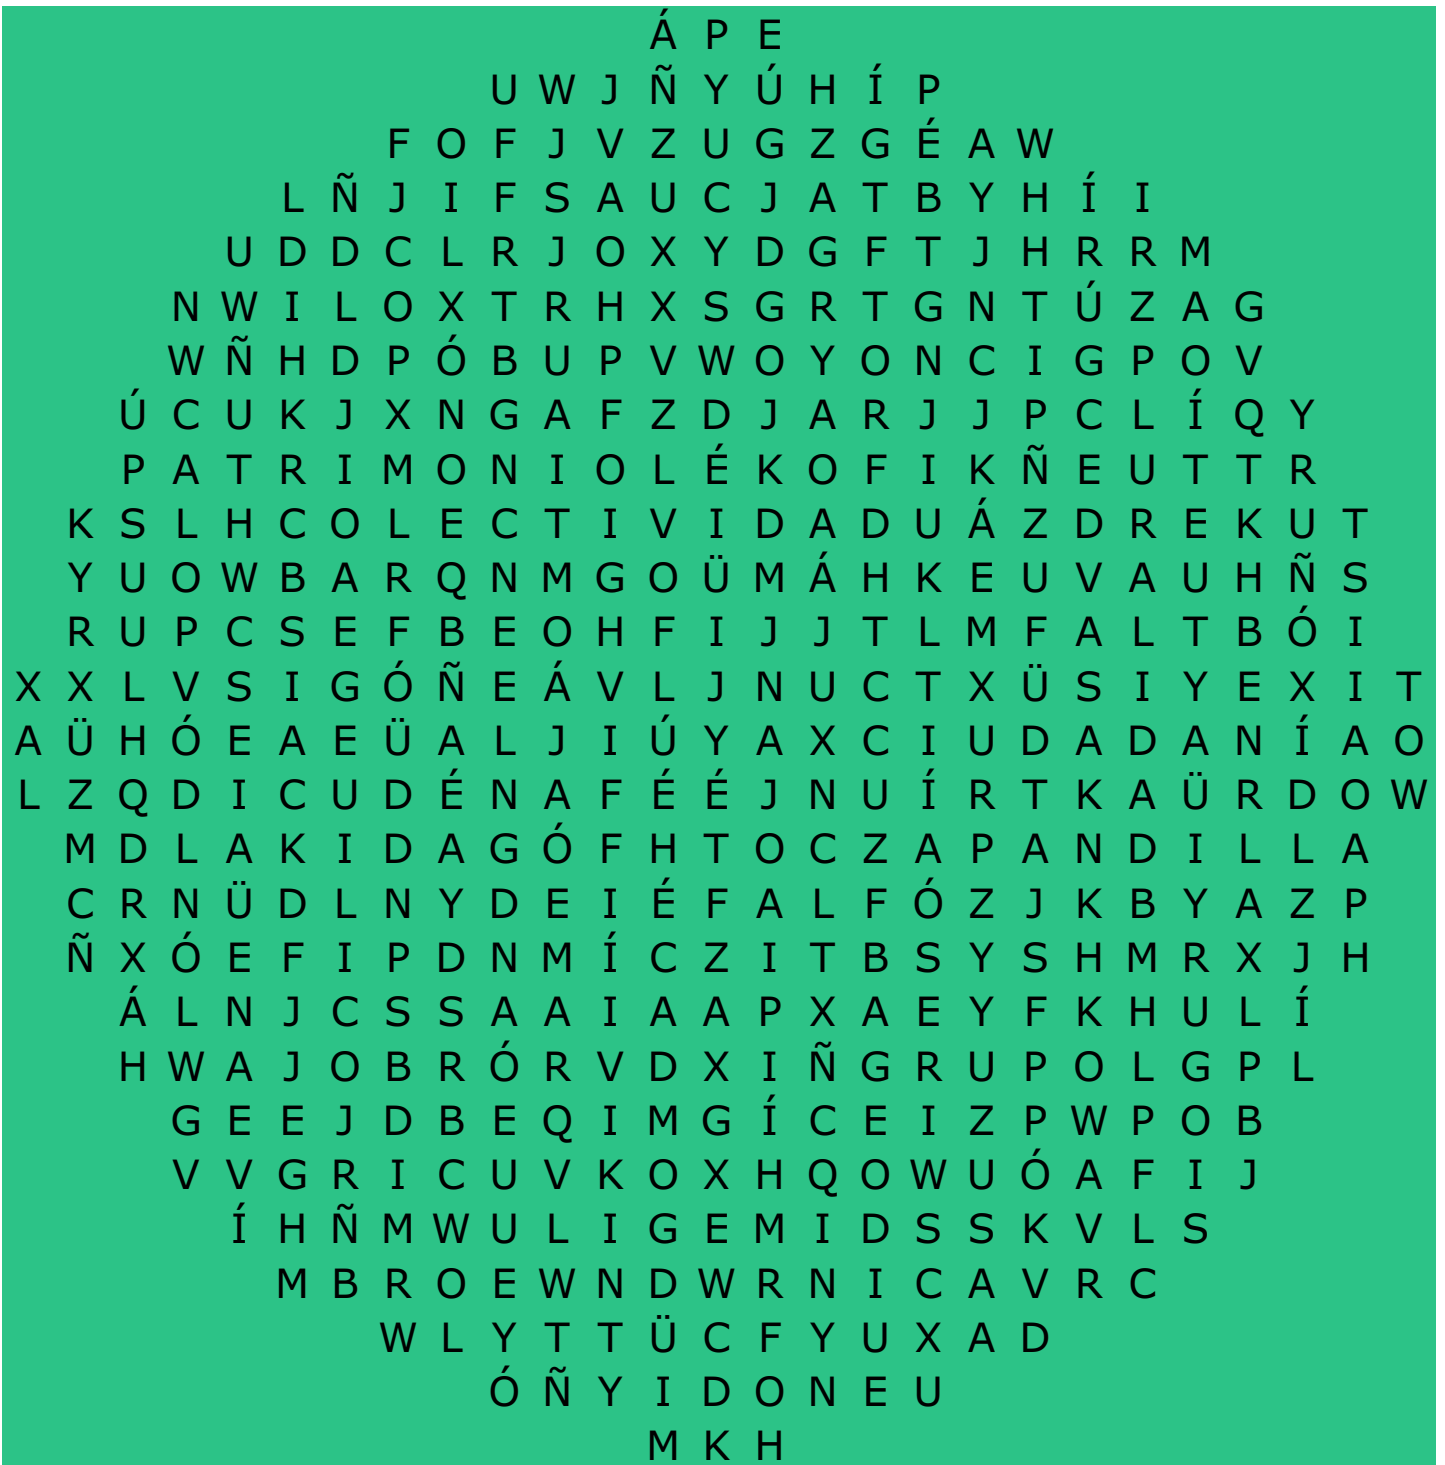 Á P E
U W J Ñ Y Ú H Í P
F O F J V Z U G Z G É A W
L Ñ J I F S A U C J A T B Y H Í I
U D D C L R J O X Y D G F T J H R R M
N W I L O X T R H X S G R T G N T Ú Z A G
W Ñ H D P Ó B U P V W O Y O N C I G P O V
Ú C U K J X N G A F Z D J A R J J P C L Í Q Y
P A T R I M O N I O L É K O F I K Ñ E U T T R
K S L H C O L E C T I V I D A D U Á Z D R E K U T
Y U O W B A R Q N M G O Ü M Á H K E U V A U H Ñ S
R U P C S E F B E O H F I J J T L M F A L T B Ó I
X X L V S I G Ó Ñ E Á V L J N U C T X Ü S I Y E X I T
A Ü H Ó E A E Ü A L J I Ú Y A X C I U D A D A N Í A O
L Z Q D I C U D É N A F É É J N U Í R T K A Ü R D O W
M D L A K I D A G Ó F H T O C Z A P A N D I L L A
C R N Ü D L N Y D E I É F A L F Ó Z J K B Y A Z P
Ñ X Ó E F I P D N M Í C Z I T B S Y S H M R X J H
Á L N J C S S A A I A A P X A E Y F K H U L Í
H W A J O B R Ó R V D X I Ñ G R U P O L G P L
G E E J D B E Q I M G Í C E I Z P W P O B
V V G R I C U V K O X H Q O W U Ó A F I J
Í H Ñ M W U L I G E M I D S S K V L S
M B R O E W N D W R N I C A V R C
W L Y T T Ü C F Y U X A D
Ó Ñ Y I D O N E U
M K H